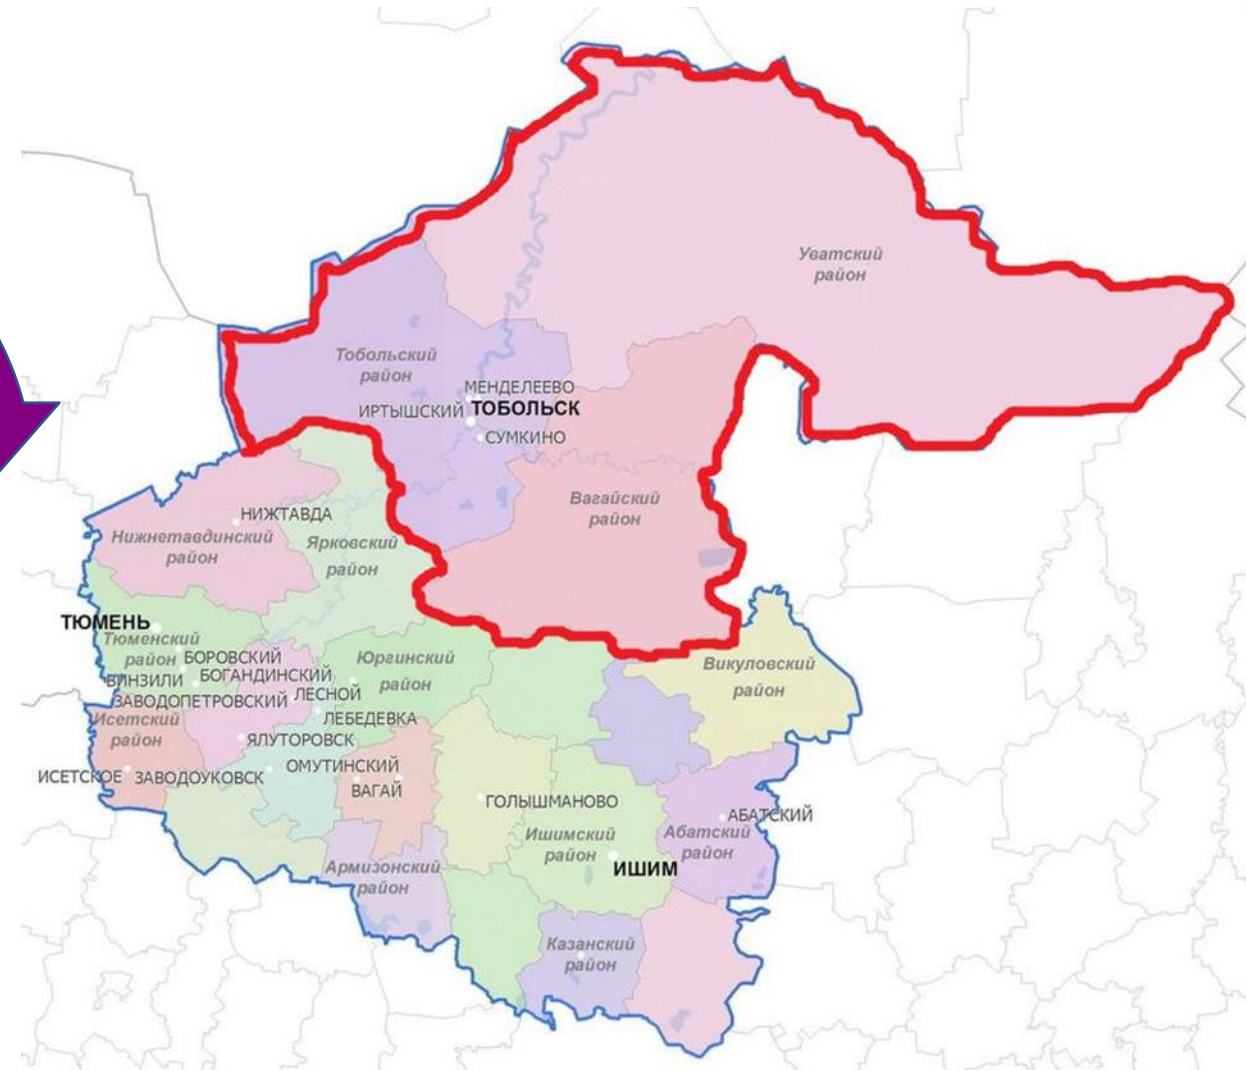 Уватский
район
Тобольский
район
МЕНДЕЛЕЕВО
ИРТЫШСКИЙ ТОБОЛЬСК
СУМКИНО
Вагайский
район
НИЖТАВДА
Нижнетавдинский
район
Ярковский
район
ТЮМЕНЬ
Тюменский
район
БОРОВСКИЙ
ВИНЗИЛИ
БОГАНДИНСКИЙ
ЗАВОДОПЕТРОВСКИЙ
ЛЕСНОЙ
ЛЕБЕДЕВКА
Юргинский
район
Викуловский
район
Исетский
район
ЯЛУТОРОВСК
ИСЕТСКОЕ
ЗАВОДОУКОВСК
ОМУТИНСКИЙ
ВАГАЙ
ГОЛЫШМАНОВО
АБАТСКИЙ
Абатский
район
Ишимский
район
ИШИМ
Армизонский
район
Казанский
район